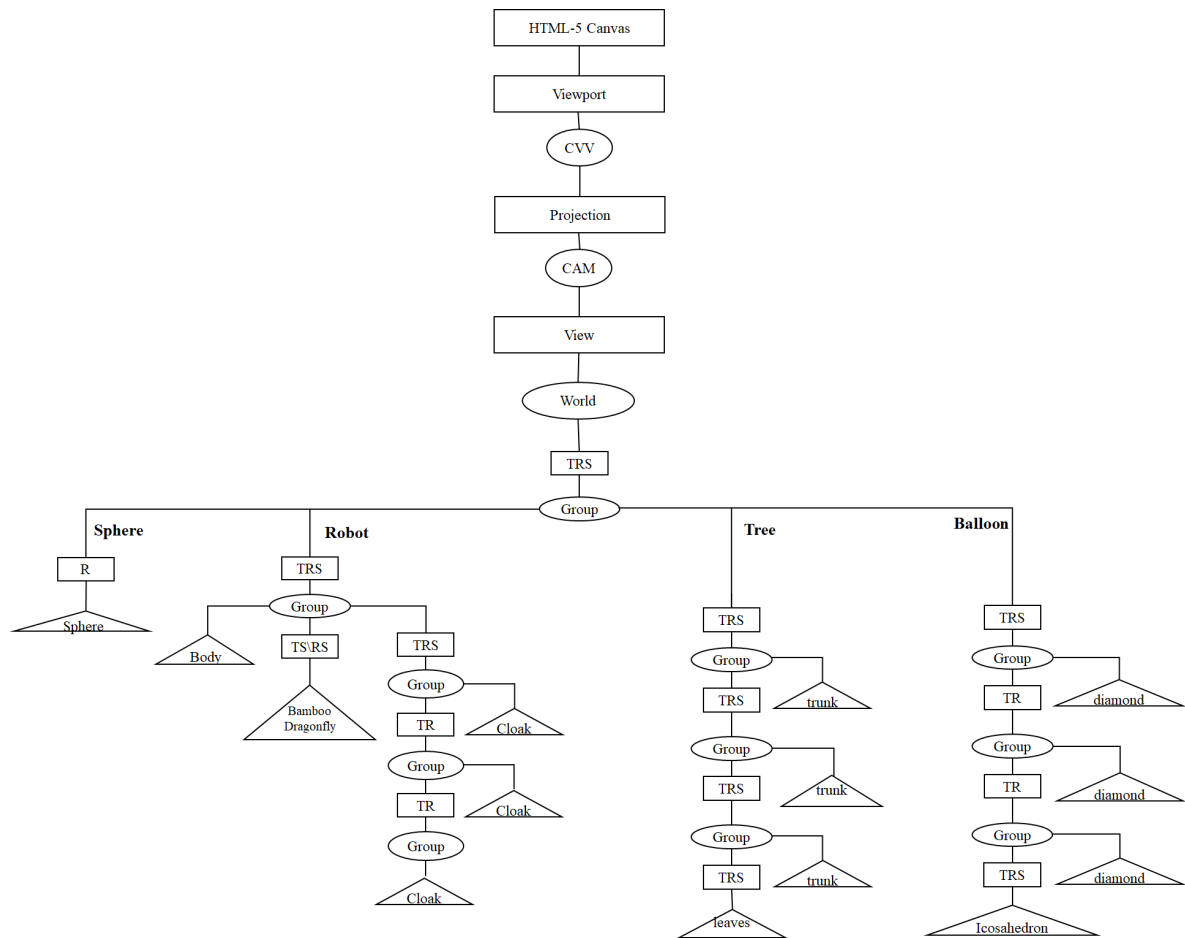 HTML-5 Canvas
Viewport
CVV
Projection
CAM
View
World
TRS
Group
Sphere
Robot
Tree
Balloon
R
Sphere
TRS
Group
Body
TS\RS
Bamboo
Dragonfly
TRS
Group
Cloak
TR
Group
Cloak
TR
Group
Cloak
TRS
Group
trunk
TRS
Group
trunk
TRS
Group
trunk
TRS
leaves
TRS
Group
diamond
TR
Group
diamond
TR
Group
diamond
TRS
Icosahedron